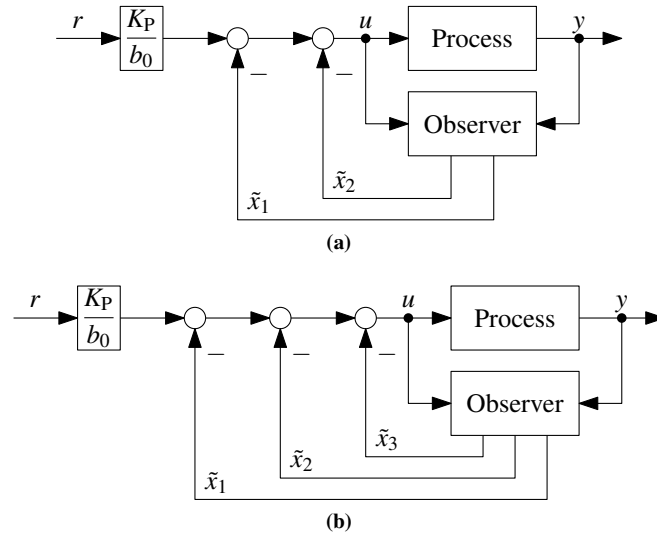 r
K_P
b_0
u
Process
y
Observer
−
−
x̃_2
x̃_1
(a)
r
K_P
b_0
u
Process
y
Observer
−
−
−
x̃_3
x̃_2
x̃_1
(b)